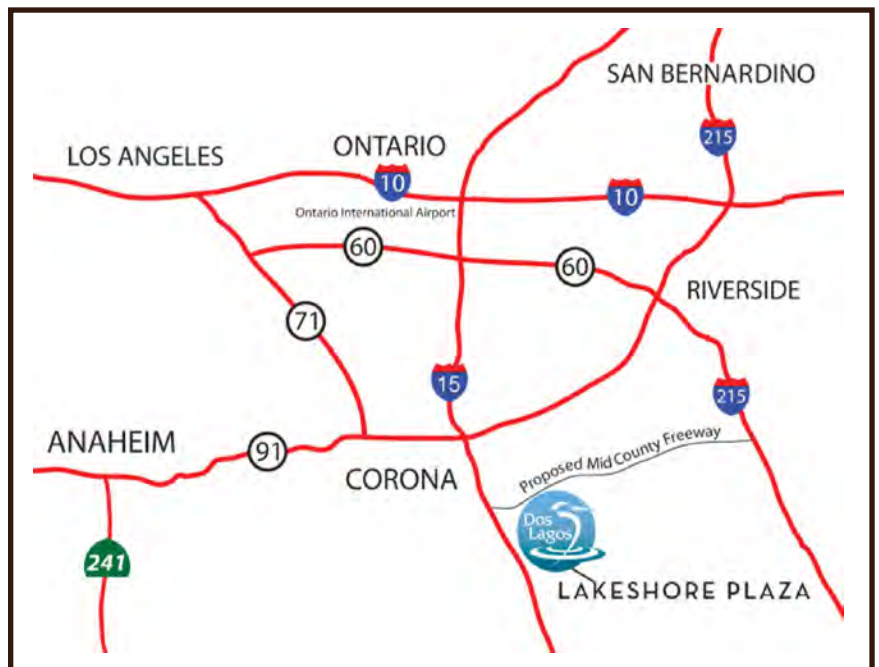 SAN BERNARDINO
215
LOS ANGELES
ONTARIO
10
10
Ontario International Airport
60
60
RIVERSIDE
71
15
215
ANAHEIM
91
CORONA
Proposed Mid County Freeway
Dos
Lagos
241
LAKESHORE PLAZA